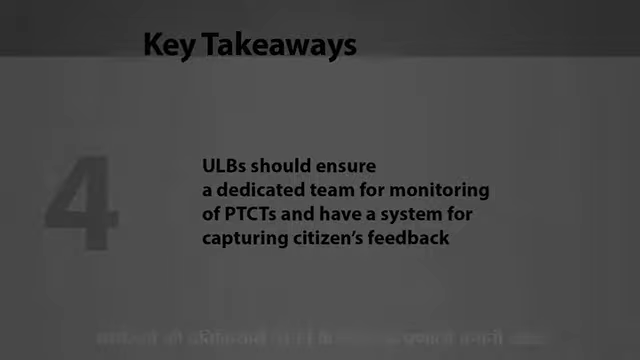 Key Takeaways
4
ULBs should ensure
a dedicated team for monitoring
of PTCTs and have a system for
capturing citizen's feedback